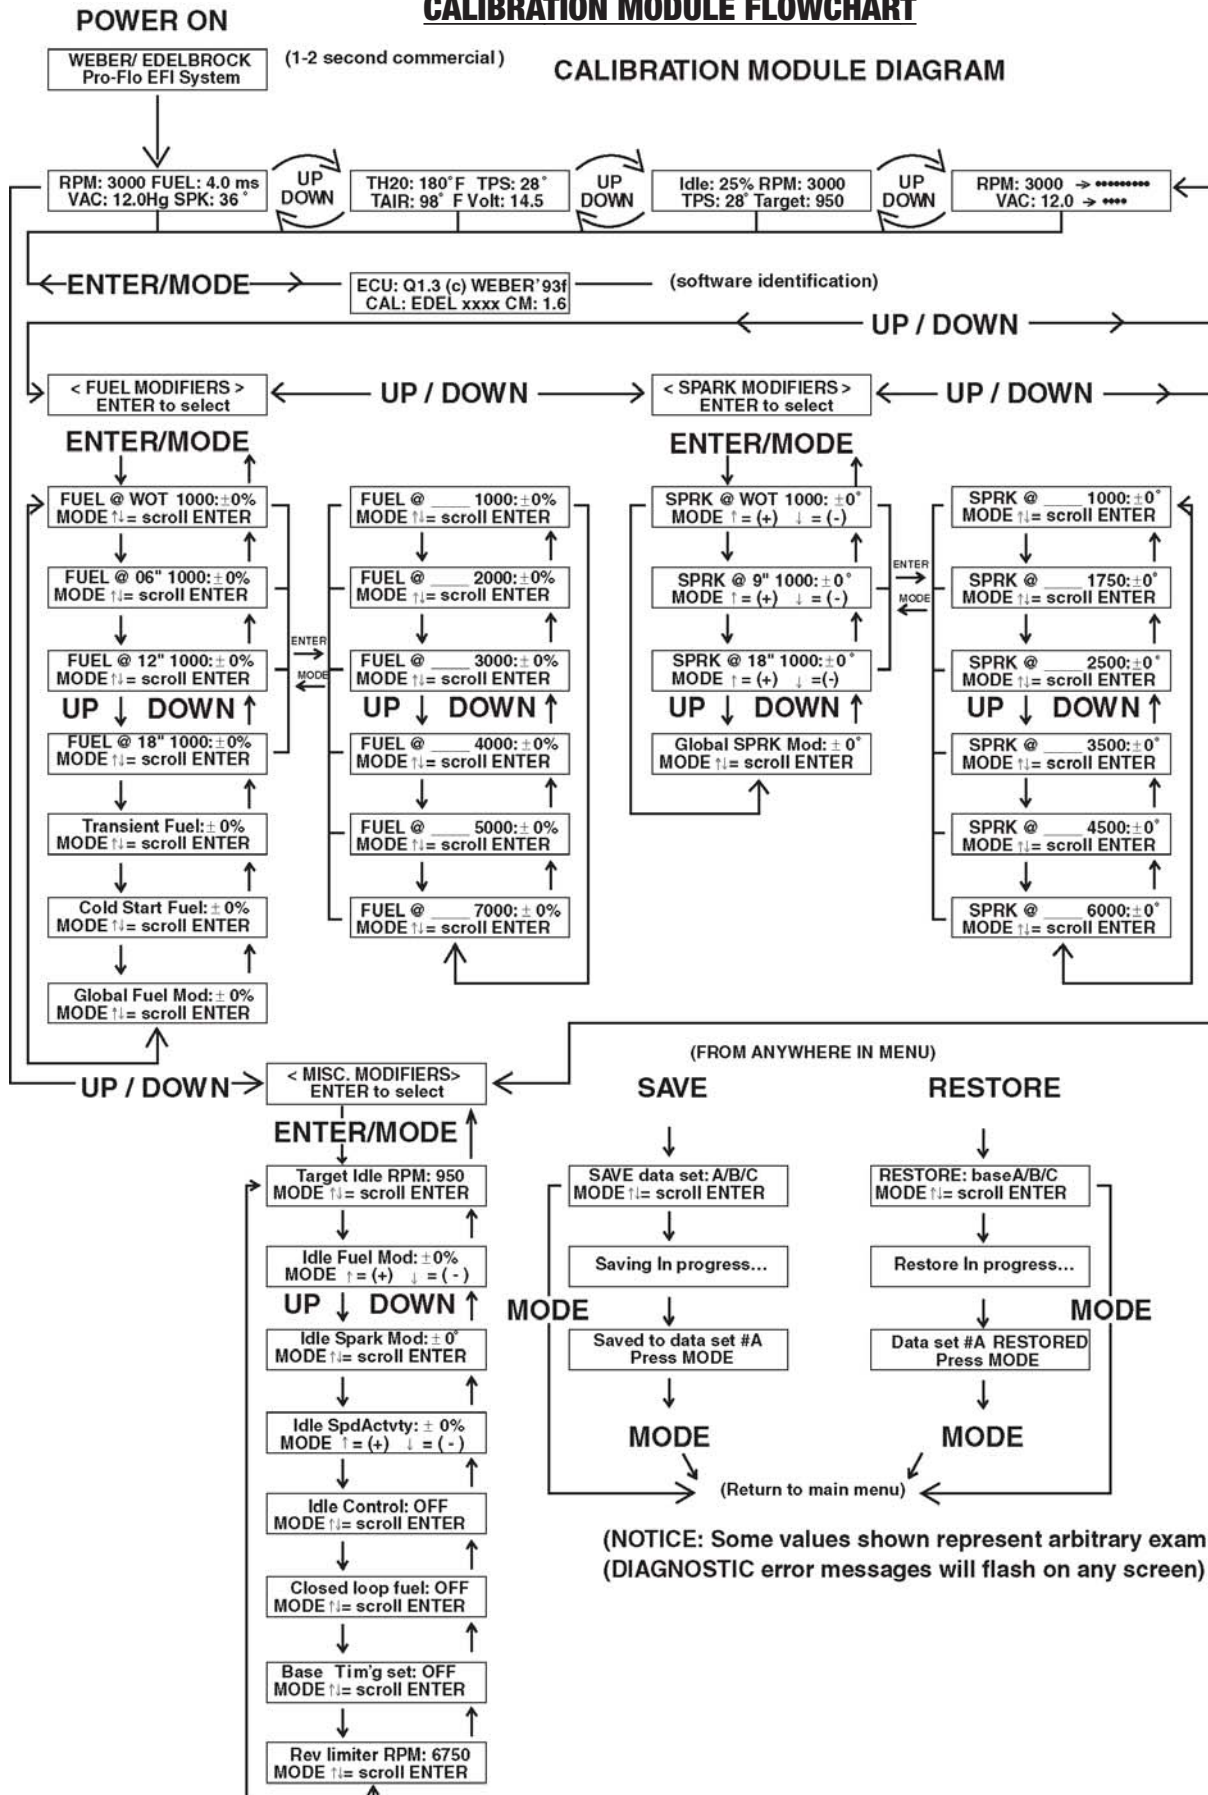 CALIBRATION MODULE FLOWCHART
POWER ON
WEBER/ EDELBROCK
Pro-Flo EFI System
(1-2 second commercial)
CALIBRATION MODULE DIAGRAM
RPM: 3000 FUEL: 4.0 ms
VAC: 12.0Hg SPK: 36°
UP
DOWN
TH20: 180°F TPS: 28°
TAIR: 98° F Volt: 14.5
UP
DOWN
Idle: 25% RPM: 3000
TPS: 28° Target: 950
UP
DOWN
RPM: 3000 → •••••••••
VAC: 12.0 → ••••
ENTER/MODE
ECU: Q1.3 (c) WEBER'93f
CAL: EDEL xxxx CM: 1.6
(software identification)
UP / DOWN
< FUEL MODIFIERS >
ENTER to select
UP / DOWN
< SPARK MODIFIERS >
ENTER to select
UP / DOWN
ENTER/MODE
FUEL @ WOT 1000:±0%
MODE ↑↓= scroll ENTER
FUEL @ 06" 1000:±0%
MODE ↑↓= scroll ENTER
FUEL @ 12" 1000:±0%
MODE ↑↓= scroll ENTER
UP DOWN
FUEL @ 18" 1000:±0%
MODE ↑↓= scroll ENTER
Transient Fuel:± 0%
MODE ↑↓= scroll ENTER
Cold Start Fuel:± 0%
MODE ↑↓= scroll ENTER
Global Fuel Mod:± 0%
MODE ↑↓= scroll ENTER
ENTER
MODE
FUEL @ ____ 1000:±0%
MODE ↑↓= scroll ENTER
FUEL @ ____ 2000:±0%
MODE ↑↓= scroll ENTER
FUEL @ ____ 3000:±0%
MODE ↑↓= scroll ENTER
UP DOWN
FUEL @ ____ 4000:±0%
MODE ↑↓= scroll ENTER
FUEL @ ____ 5000:± 0%
MODE ↑↓= scroll ENTER
FUEL @ ____ 7000:± 0%
MODE ↑↓= scroll ENTER
ENTER/MODE
SPRK @ WOT 1000: ±0°
MODE ↑ = (+) ↓ = (-)
SPRK @ 9" 1000:±0°
MODE ↑ = (+) ↓ = (-)
SPRK @ 18" 1000:±0°
MODE ↑ = (+) ↓ =(-)
UP DOWN
Global SPRK Mod: ± 0°
MODE ↑↓= scroll ENTER
ENTER
MODE
SPRK @ ____ 1000:±0°
MODE ↑↓= scroll ENTER
SPRK @ ____ 1750:±0°
MODE ↑↓= scroll ENTER
SPRK @ ____ 2500:±0°
MODE ↑↓= scroll ENTER
UP DOWN
SPRK @ ____ 3500:±0°
MODE ↑↓= scroll ENTER
SPRK @ ____ 4500:±0°
MODE ↑↓= scroll ENTER
SPRK @ ____ 6000:±0°
MODE ↑↓= scroll ENTER
UP / DOWN
< MISC. MODIFIERS>
ENTER to select
ENTER/MODE
Target Idle RPM: 950
MODE ↑↓= scroll ENTER
Idle Fuel Mod: ±0%
MODE ↑ = (+) ↓ = ( - )
UP DOWN
Idle Spark Mod: ± 0°
MODE ↑↓= scroll ENTER
Idle SpdActvty: ± 0%
MODE ↑ = (+) ↓ = ( - )
Idle Control: OFF
MODE ↑↓= scroll ENTER
Closed loop fuel: OFF
MODE ↑↓= scroll ENTER
Base Tim'g set: OFF
MODE ↑↓= scroll ENTER
Rev limiter RPM: 6750
MODE ↑↓= scroll ENTER
(FROM ANYWHERE IN MENU)
SAVE
SAVE data set: A/B/C
MODE ↑↓= scroll ENTER
Saving In progress...
MODE
Saved to data set #A
Press MODE
MODE
RESTORE
RESTORE: baseA/B/C
MODE ↑↓= scroll ENTER
Restore In progress...
MODE
Data set #A RESTORED
Press MODE
MODE
(Return to main menu)
(NOTICE: Some values shown represent arbitrary exam
(DIAGNOSTIC error messages will flash on any screen)